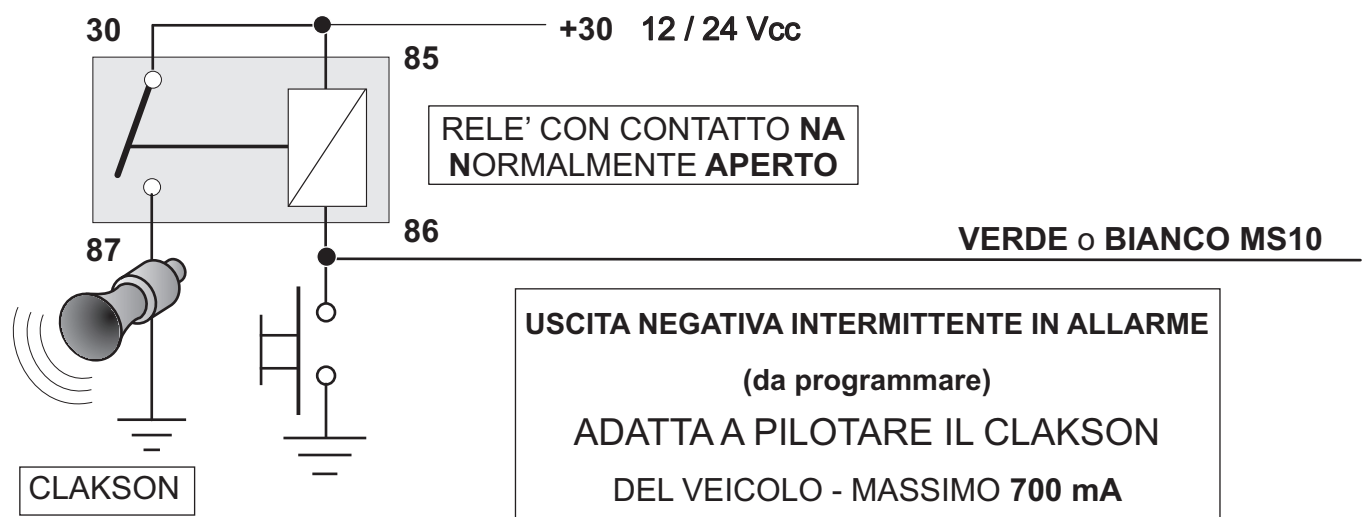 30
+30 12 / 24 Vcc
85
RELE’ CON CONTATTO NA
NORMALMENTE APERTO
86
87
VERDE o BIANCO MS10
USCITA NEGATIVA INTERMITTENTE IN ALLARME
(da programmare)
ADATTA A PILOTARE IL CLAKSON
DEL VEICOLO - MASSIMO 700 mA
CLAKSON